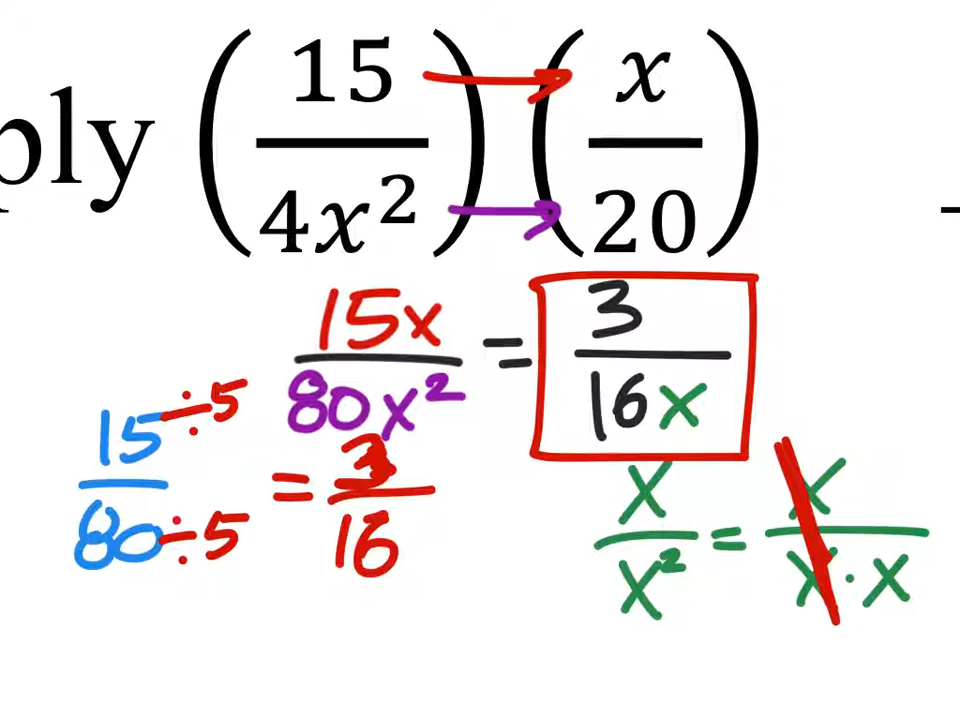 ply (15/4x²) (x/20)
15x/80x² = 3/16x
15÷5/80÷5 = 3/16
x/x² = x/x·x